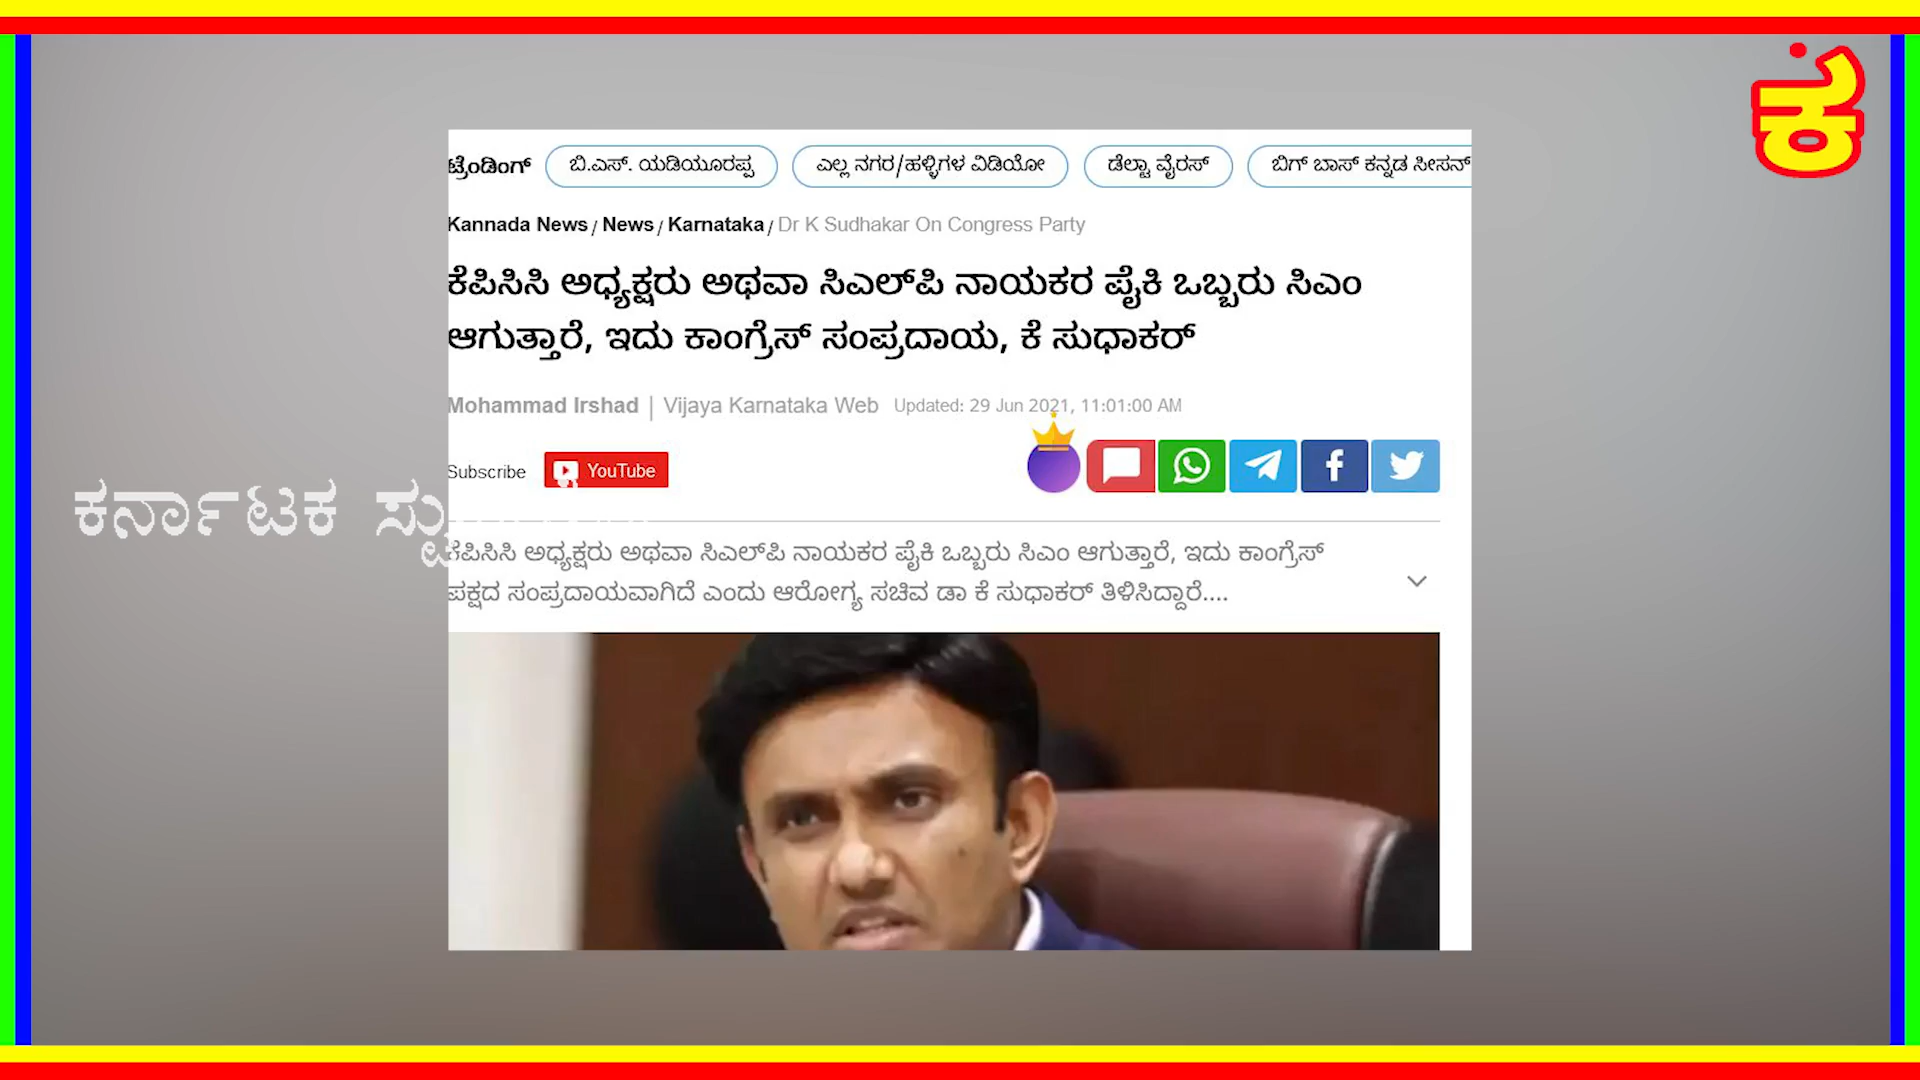 ಕ
ಟ್ರೆಂಡಿಂಗ್ ಬಿ.ಎಸ್. ಯಡಿಯೂರಪ್ಪ ಎಲ್ಲ ನಗರ/ಹಳ್ಳಿಗಳ ವಿಡಿಯೋ ಡೆಲ್ಟಾ ವೈರಸ್ ಬಿಗ್ ಬಾಸ್ ಕನ್ನಡ ಸೀಸನ್
Kannada News / News / Karnataka / Dr K Sudhakar On Congress Party
ಕೆಪಿಸಿಸಿ ಅಧ್ಯಕ್ಷರು ಅಥವಾ ಸಿಎಲ್‌ಪಿ ನಾಯಕರ ಪೈಕಿ ಒಬ್ಬರು ಸಿಎಂ
ಆಗುತ್ತಾರೆ, ಇದು ಕಾಂಗ್ರೆಸ್ ಸಂಪ್ರದಾಯ, ಕೆ ಸುಧಾಕರ್
Mohammad Irshad | Vijaya Karnataka Web Updated: 29 Jun 2021, 11:01:00 AM
Subscribe YouTube
ಕರ್ನಾಟಕ
ಕೆಪಿಸಿಸಿ ಅಧ್ಯಕ್ಷರು ಅಥವಾ ಸಿಎಲ್‌ಪಿ ನಾಯಕರ ಪೈಕಿ ಒಬ್ಬರು ಸಿಎಂ ಆಗುತ್ತಾರೆ, ಇದು ಕಾಂಗ್ರೆಸ್
ಪಕ್ಷದ ಸಂಪ್ರದಾಯವಾಗಿದೆ ಎಂದು ಆರೋಗ್ಯ ಸಚಿವ ಡಾ ಕೆ ಸುಧಾಕರ್ ತಿಳಿಸಿದ್ದಾರೆ....